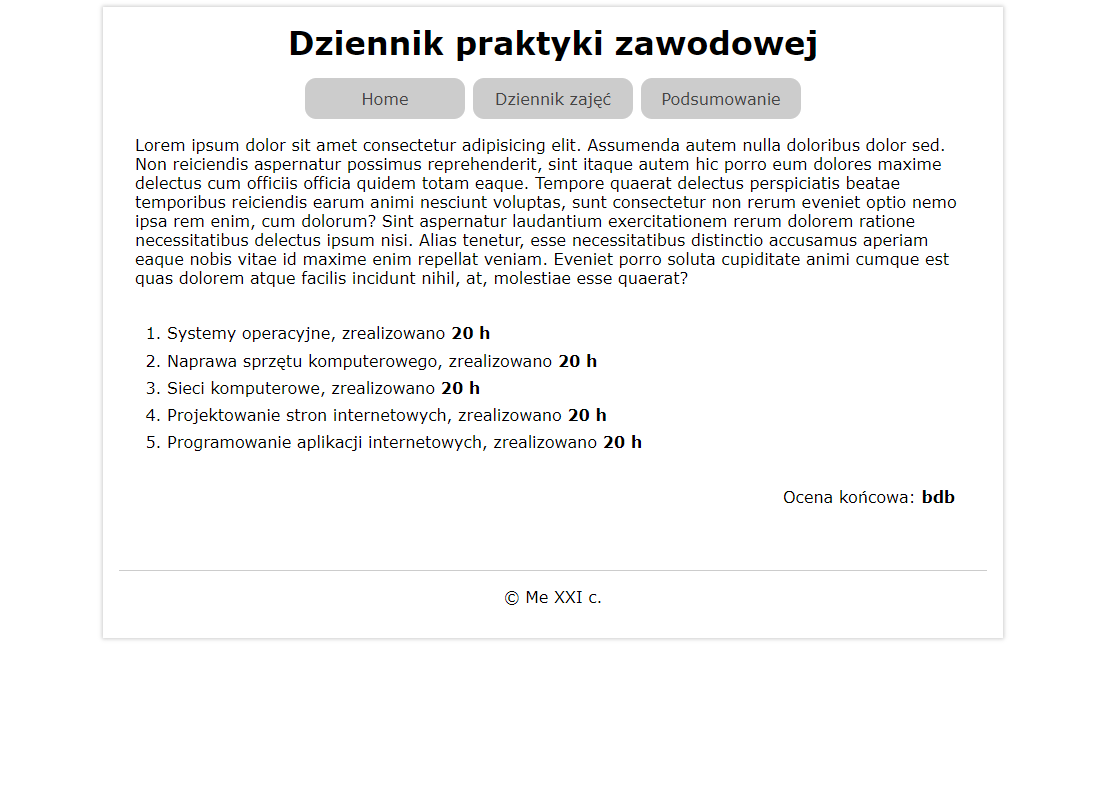 Dziennik praktyki zawodowej
Home Dziennik zajęć Podsumowanie
Lorem ipsum dolor sit amet consectetur adipisicing elit. Assumenda autem nulla doloribus dolor sed.
Non reiciendis aspernatur possimus reprehenderit, sint itaque autem hic porro eum dolores maxime
delectus cum officiis officia quidem totam eaque. Tempore quaerat delectus perspiciatis beatae
temporibus reiciendis earum animi nesciunt voluptas, sunt consectetur non rerum eveniet optio nemo
ipsa rem enim, cum dolorum? Sint aspernatur laudantium exercitationem rerum dolorem ratione
necessitatibus delectus ipsum nisi. Alias tenetur, esse necessitatibus distinctio accusamus aperiam
eaque nobis vitae id maxime enim repellat veniam. Eveniet porro soluta cupiditate animi cumque est
quas dolorem atque facilis incidunt nihil, at, molestiae esse quaerat?
1. Systemy operacyjne, zrealizowano 20 h
2. Naprawa sprzętu komputerowego, zrealizowano 20 h
3. Sieci komputerowe, zrealizowano 20 h
4. Projektowanie stron internetowych, zrealizowano 20 h
5. Programowanie aplikacji internetowych, zrealizowano 20 h
Ocena końcowa: bdb
© Me XXI c.